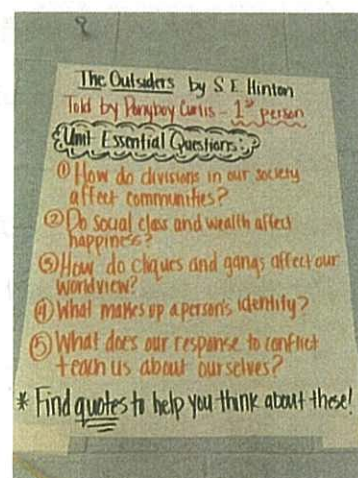 The Outsiders by S E Hinton
Told by Ponyboy Curtis - 1st person
Unit Essential Questions:
① How do divisions in our society
affect communities?
② Do social class and wealth affect
happiness?
③ How do cliques and gangs affect our
worldview?
④ What makes up a person's identity?
⑤ What does our response to conflict
teach us about ourselves?
* Find quotes to help you think about these!